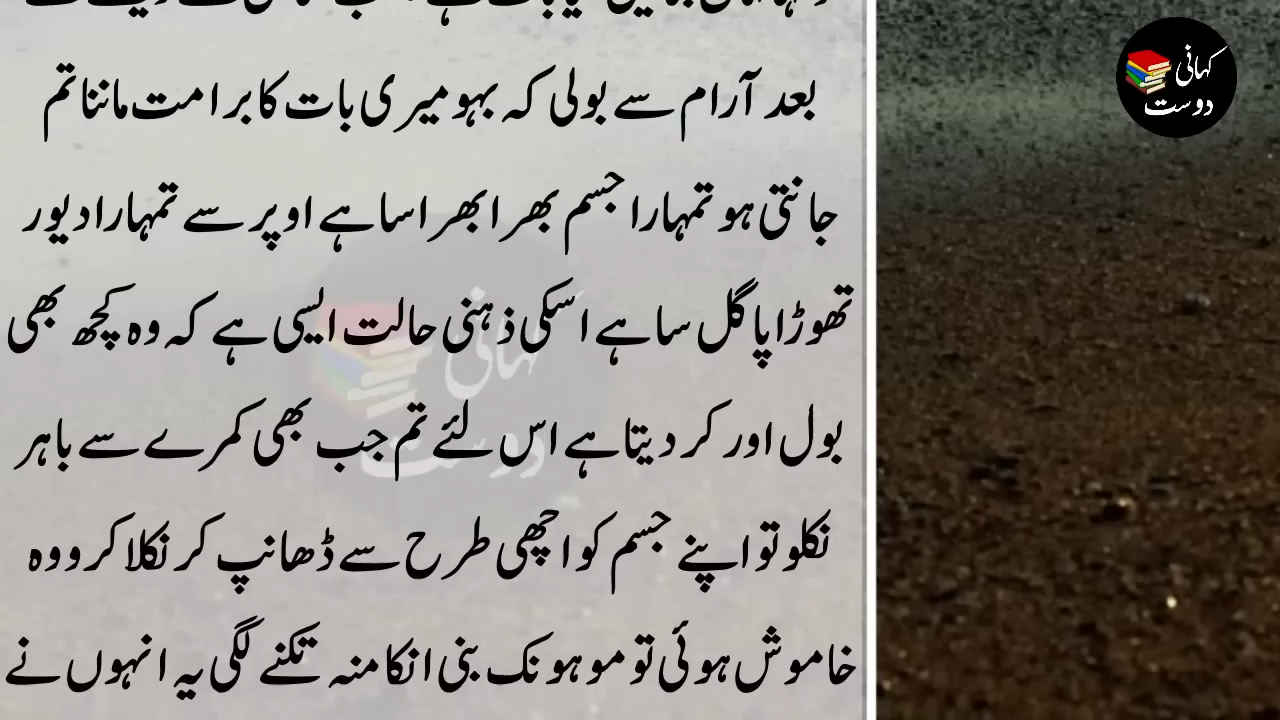 بعد آرام سے بولی کہ بہو میری بات کا برا مت ماننا تم
جانتی ہو تمہارا جسم بھرا بھرا سا ہے اوپر سے تمہارا دیور
تھوڑا پاگل سا ہے اسکی ذہنی حالت ایسی ہے کہ وہ کچھ بھی
بول اور کر دیتا ہے اس لئے تم جب بھی کمرے سے باہر
نکلو تو اپنے جسم کو اچھی طرح سے ڈھانپ کر نکلا کرو وہ
خاموش ہوئی تو مو ہونک بنی انکا منہ تکنے لگی یہ انہوں نے
کہانی
دوست
کہانی
دوست